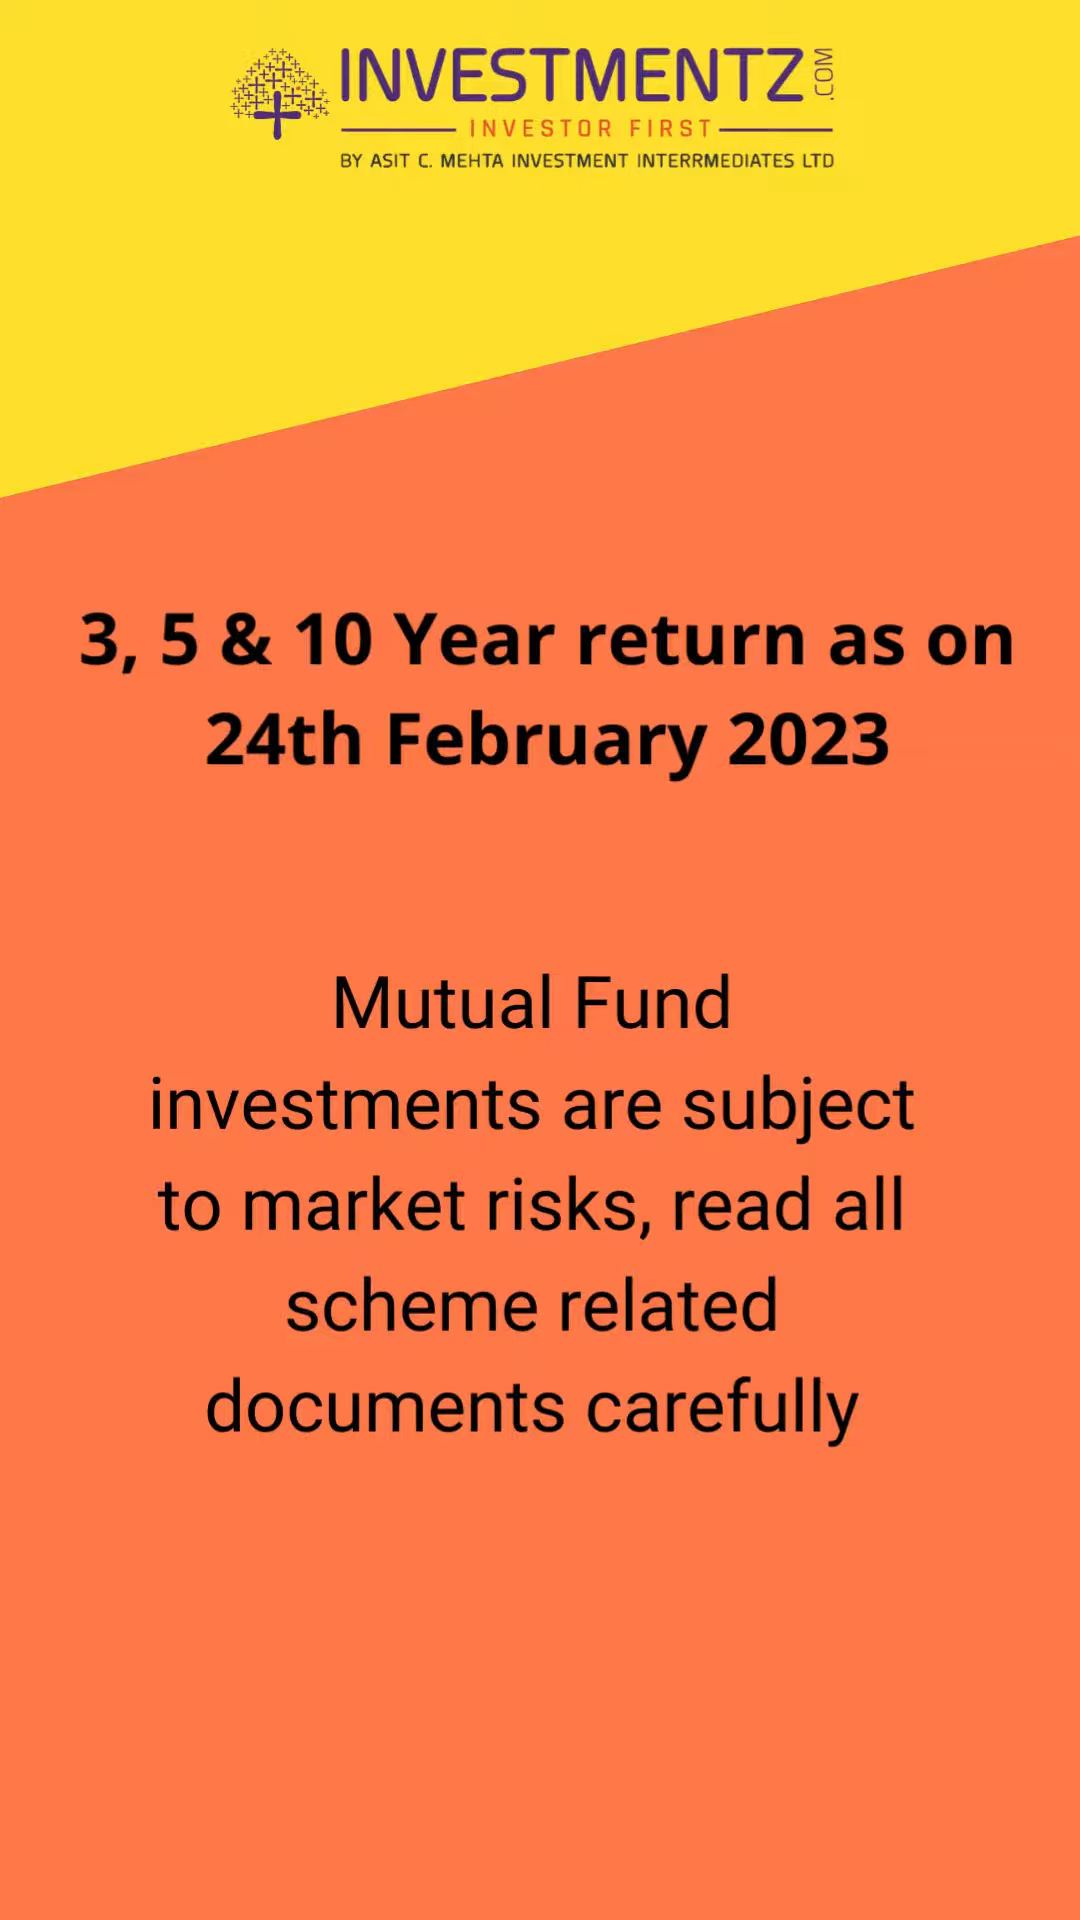 INVESTMENTZ.COM
INVESTOR FIRST
BY ASIT C. MEHTA INVESTMENT INTERRMEDIATES LTD
3, 5 & 10 Year return as on
24th February 2023
Mutual Fund
investments are subject
to market risks, read all
scheme related
documents carefully